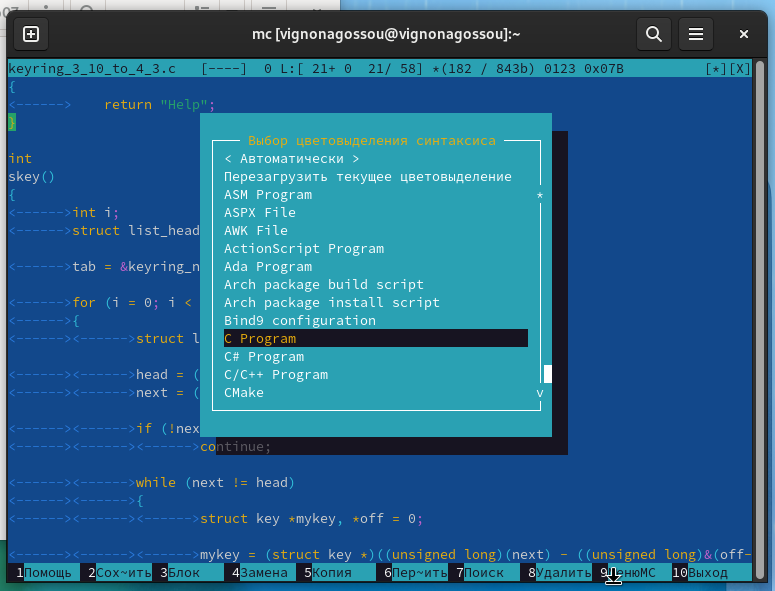 mc [vignonagossou@vignonagossou]:~
keyring_3_10_to_4_3.c [----] 0 L:[ 21+ 0 21/ 58] *(182 / 843b) 0123 0x07B [*][X]
{
<------> return "Help";
}
Выбор цветовыделения синтаксиса
int
< Автоматически >
skey()
Перезагрузить текущее цветовыделение
{
ASM Program
*
<------>int i;
ASPX File
<------>struct list_head
AWK File
ActionScript Program
<------>tab = &keyring_n
Ada Program
Arch package build script
<------>for (i = 0; i <
Arch package install script
<------>{
Bind9 configuration
<------><------>struct l
C Program
C# Program
<------><------>head = (
C/C++ Program
<------><------>next = (
CMake
v
<------><------>if (!nex
<------><------><------>continue;
<------><------>while (next != head)
<------><------>{
<------><------><------>struct key *mykey, *off = 0;
<------><------><------>mykey = (struct key *)((unsigned long)(next) - ((unsigned long)&(off-
1Помощь 2Сох~ить 3Блок 4Замена 5Копия 6Пер~ить 7Поиск 8Удалить 9МенюMC 10Выход